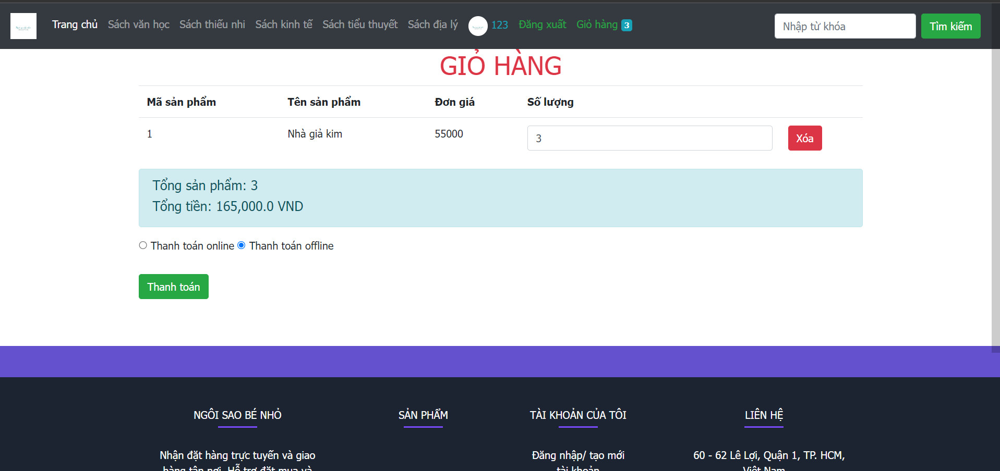 Trang chủ Sách văn học Sách thiếu nhi Sách kinh tế Sách tiểu thuyết Sách địa lý 123 Đăng xuất Giỏ hàng 3 Nhập từ khóa Tìm kiếm
GIỎ HÀNG
Mã sản phẩm Tên sản phẩm Đơn giá Số lượng
1 Nhà giả kim 55000 3 Xóa
Tổng sản phẩm: 3
Tổng tiền: 165,000.0 VND
Thanh toán online Thanh toán offline
Thanh toán
NGÔI SAO BÉ NHỎ SẢN PHẨM TÀI KHOẢN CỦA TÔI LIÊN HỆ
Nhận đặt hàng trực tuyến và giao Đăng nhập/ tạo mới 60 - 62 Lê Lợi, Quận 1, TP. HCM,
hàng tận nơi. Hỗ trợ đặt mua và tài khoản Việt Nam